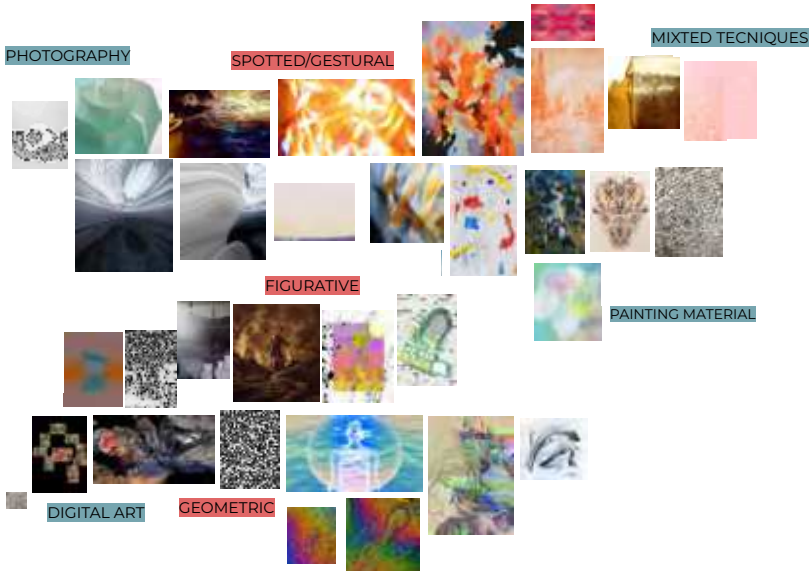 PHOTOGRAPHY
SPOTTED/GESTURAL
MIXTED TECNIQUES
FIGURATIVE
PAINTING MATERIAL
DIGITAL ART
GEOMETRIC